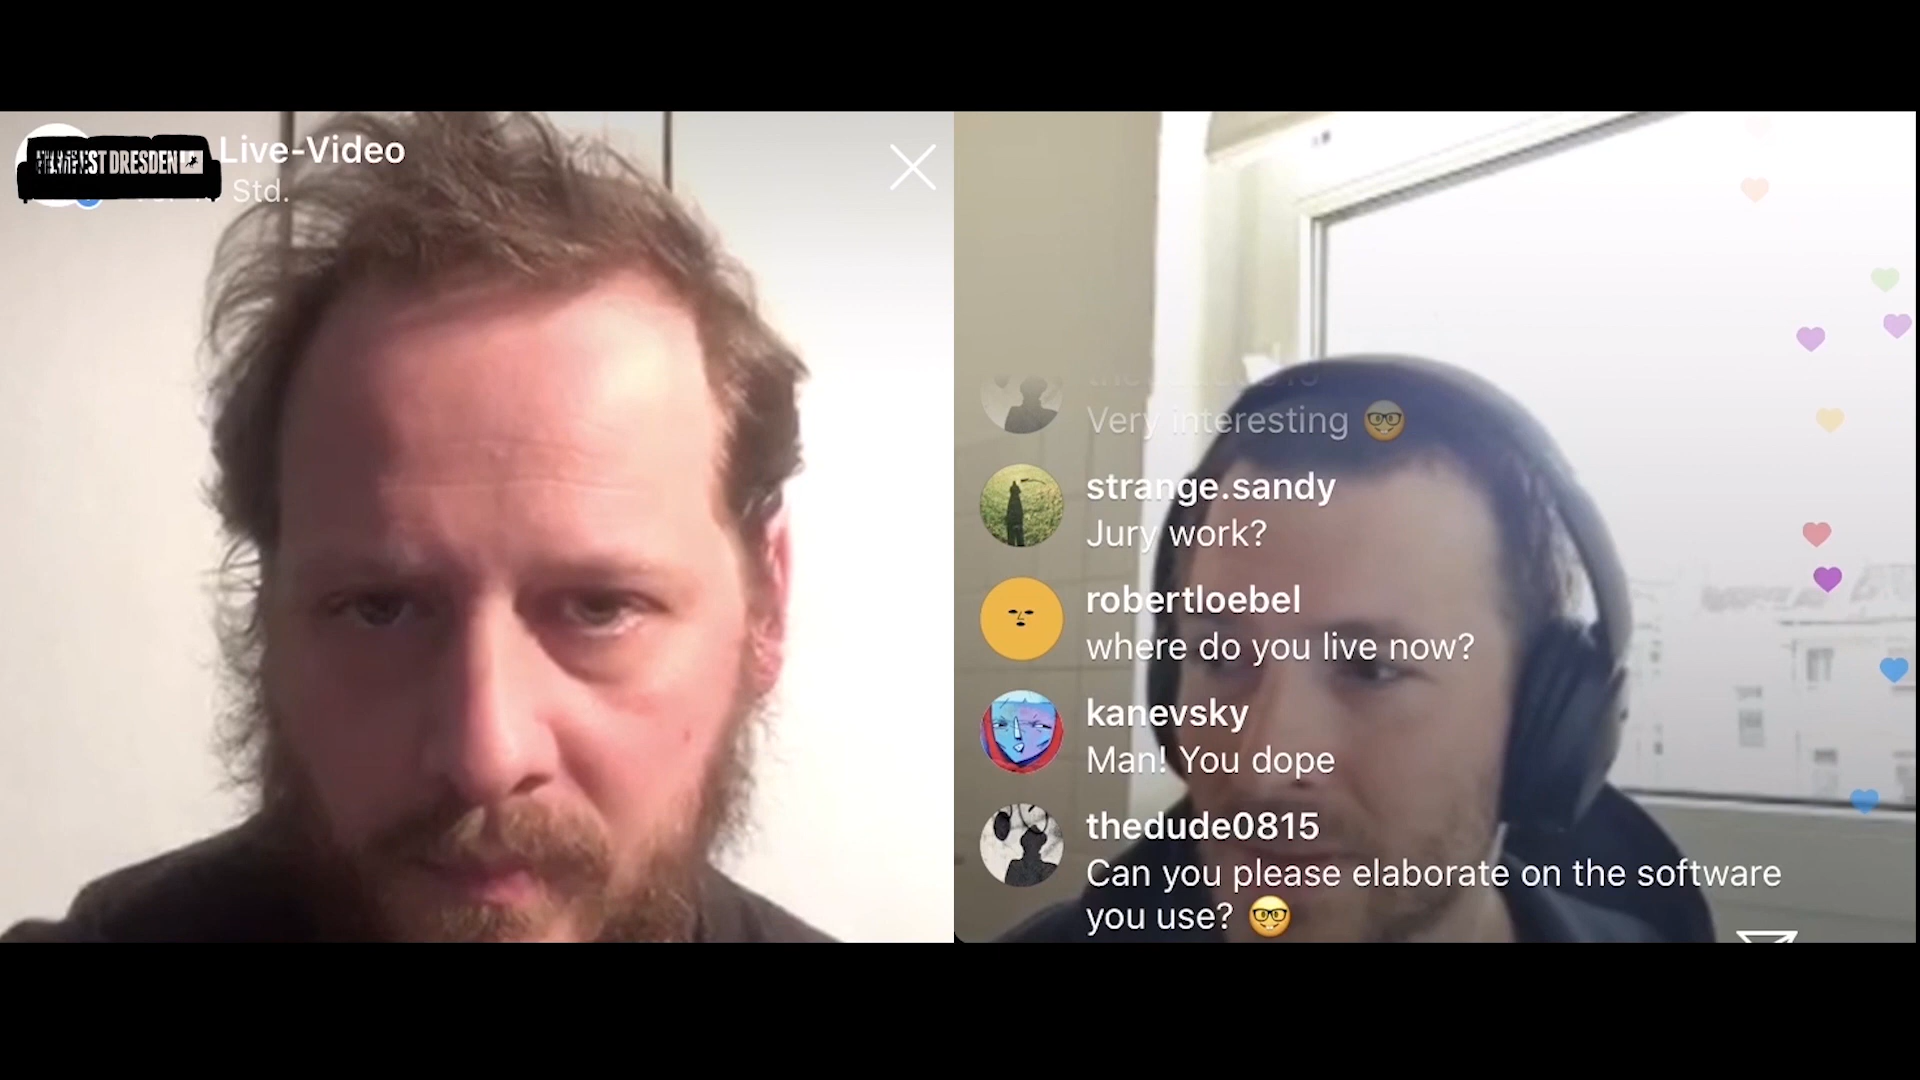 DRESDEN
Live-Video
Std.
Very interesting 🤓
strange.sandy
Jury work?
robertloebel
where do you live now?
kanevsky
Man! You dope
thedude0815
Can you please elaborate on the software
you use? 🤓